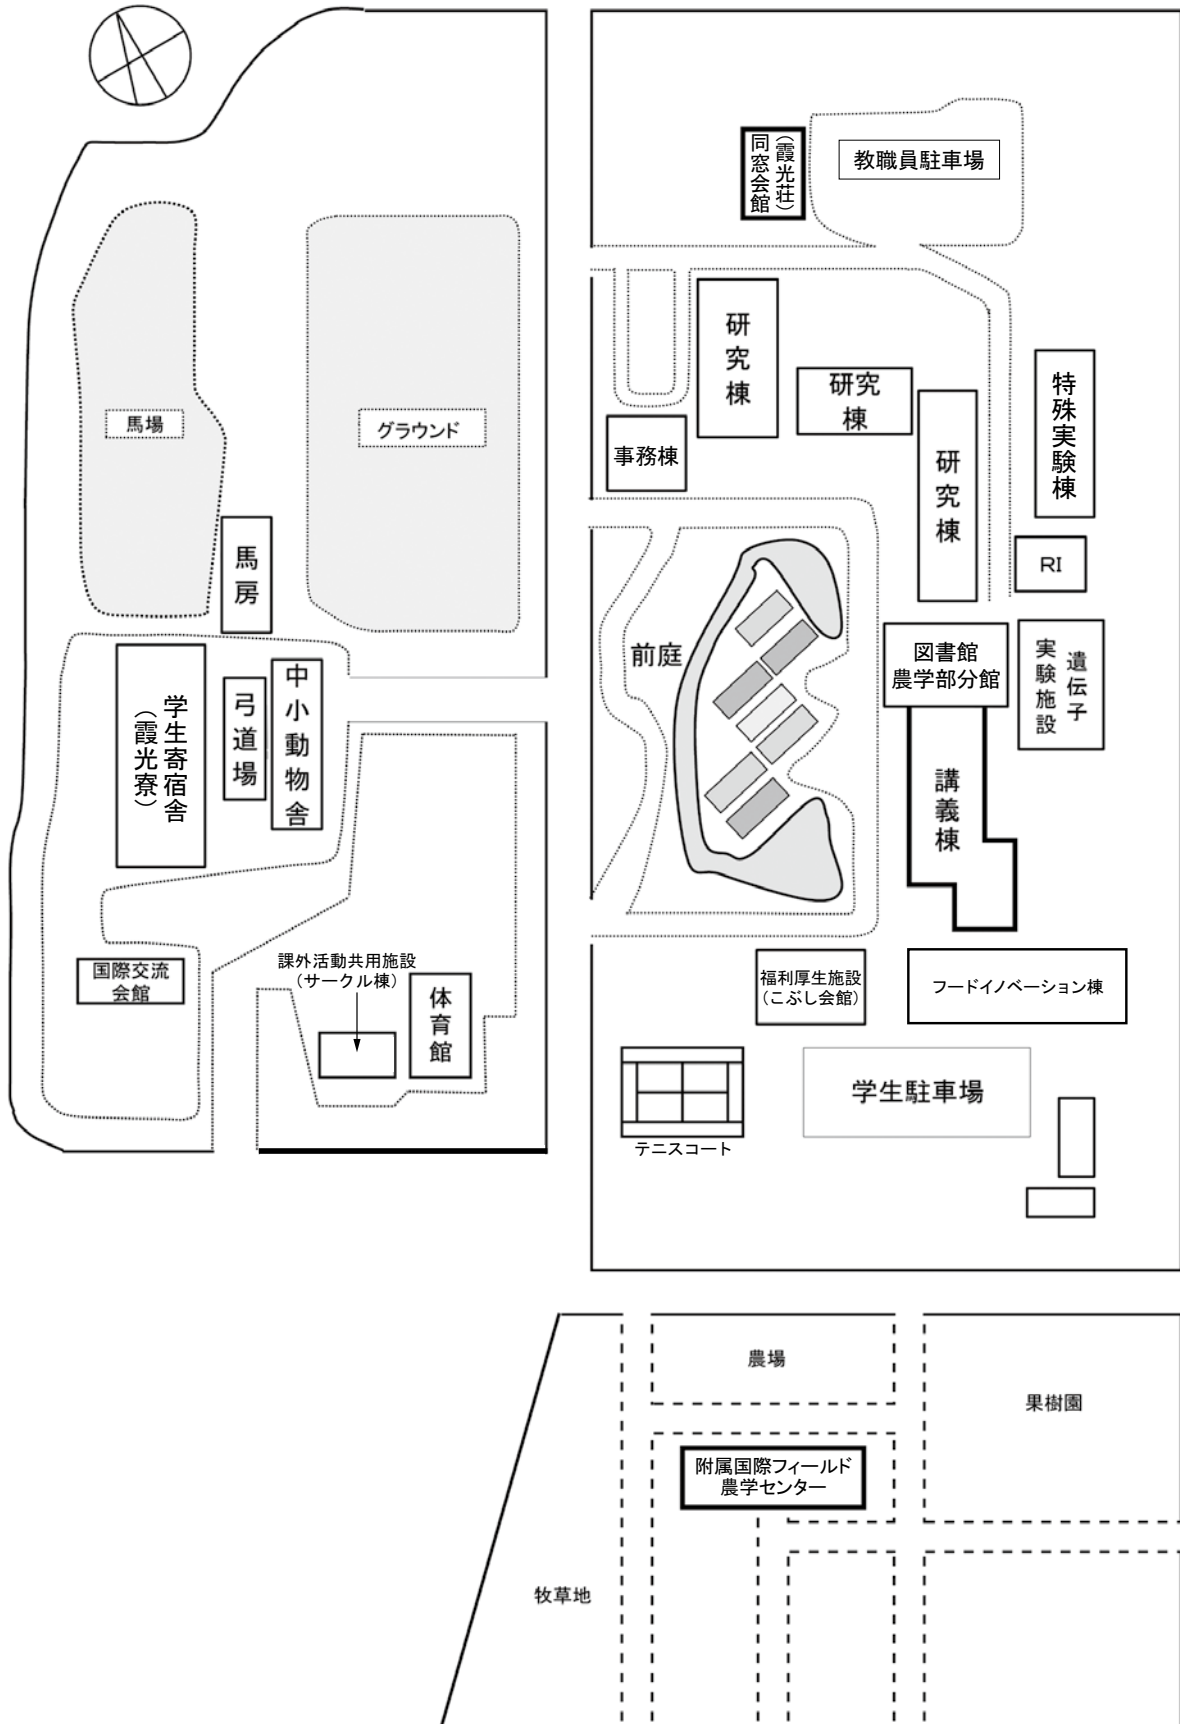 同窓会館
（霞光荘）
教職員駐車場
研究棟
研究
棟
特殊実験棟
馬場
グラウンド
事務棟
研究棟
馬房
RI
前庭
図書館
農学部分館
遺伝子
実験施設
学生寄宿舎
（霞光寮）
弓道場
中小動物舎
講義棟
課外活動共用施設
（サークル棟）
国際交流
会館
体育館
福利厚生施設
（こぶし会館）
フードイノベーション棟
学生駐車場
テニスコート
農場
果樹園
附属国際フィールド
農学センター
牧草地